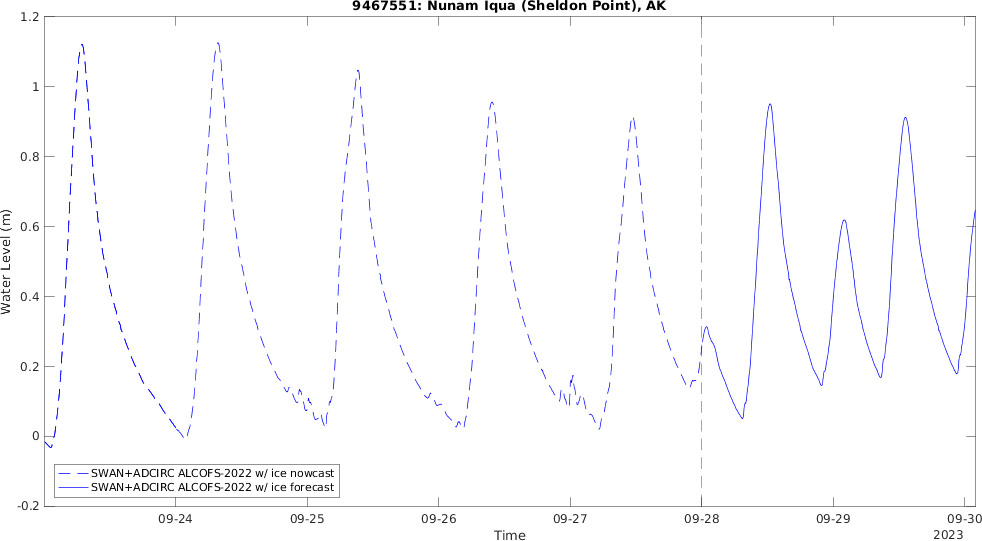 9467551: Nunam Iqua (Sheldon Point), AK
1.2
1
0.8
0.6
0.4
0.2
0
-0.2
Water Level (m)
SWAN+ADCIRC ALCOFS-2022 w/ ice nowcast
SWAN+ADCIRC ALCOFS-2022 w/ ice forecast
09-24 09-25 09-26 09-27 09-28 09-29 09-30
Time
2023